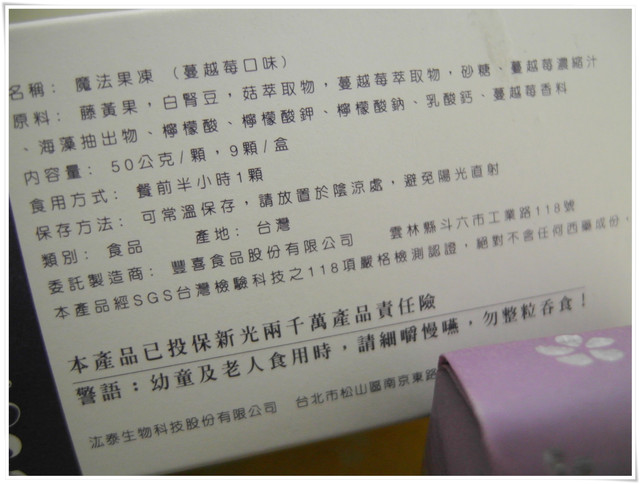 名稱: 魔法果凍 (蔓越莓口味)
原料: 藤黃果，白腎豆，菇萃取物，蔓越莓萃取物，砂糖、蔓越莓濃縮汁
、海藻抽出物、檸檬酸、檸檬酸鉀、檸檬酸鈉、乳酸鈣、蔓越莓香料
內容量: 50公克/顆，9顆/盒
食用方式: 餐前半小時1顆
保存方法: 可常溫保存，請放置於陰涼處，避免陽光直射
類別: 食品 產地: 台灣
委託製造商: 豐喜食品股份有限公司 雲林縣斗六市工業路118號
本產品經SGS台灣檢驗科技之118項嚴格檢測認證，絕對不含任何西藥成份、
本產品已投保新光兩千萬產品責任險
警語：幼童及老人食用時，請細嚼慢嚥，勿整粒吞食！
汯泰生物科技股份有限公司 台北市松山區南京東路